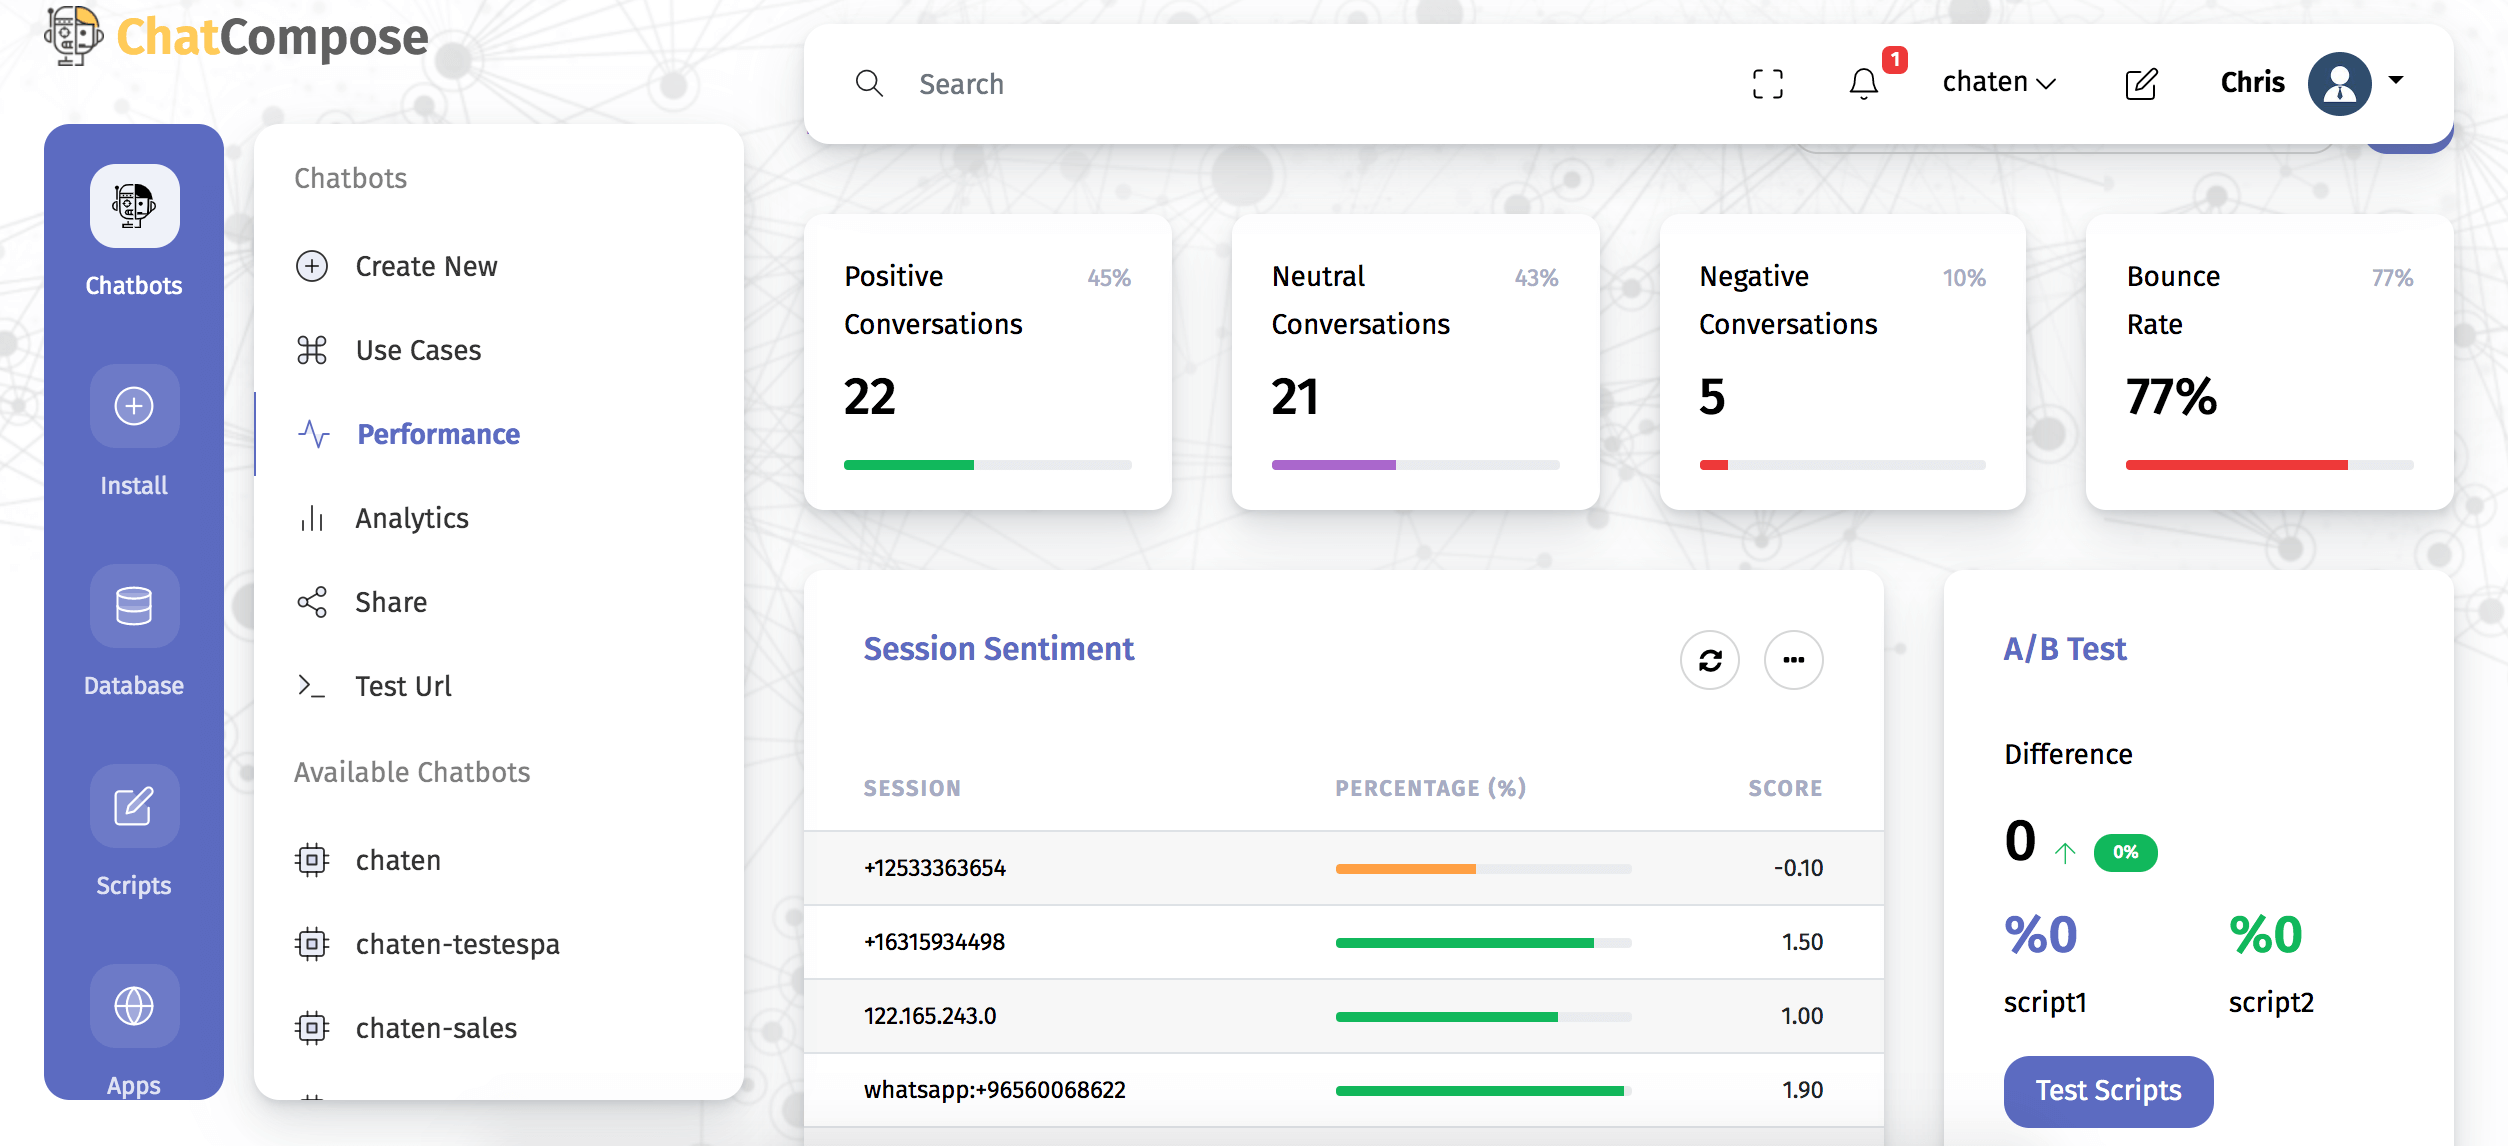 ChatCompose
Search
1
chaten
Chris
Chatbots
Install
Database
Scripts
Apps
Chatbots
Create New
Use Cases
Performance
Analytics
Share
Test Url
Available Chatbots
chaten
chaten-testespa
chaten-sales
Positive 45%
Conversations
22
Neutral 43%
Conversations
21
Negative 10%
Conversations
5
Bounce 77%
Rate
77%
Session Sentiment
SESSION PERCENTAGE (%) SCORE
+12533363654 -0.10
+16315934498 1.50
122.165.243.0 1.00
whatsapp:+96560068622 1.90
A/B Test
Difference
0 0%
%0 %0
script1 script2
Test Scripts